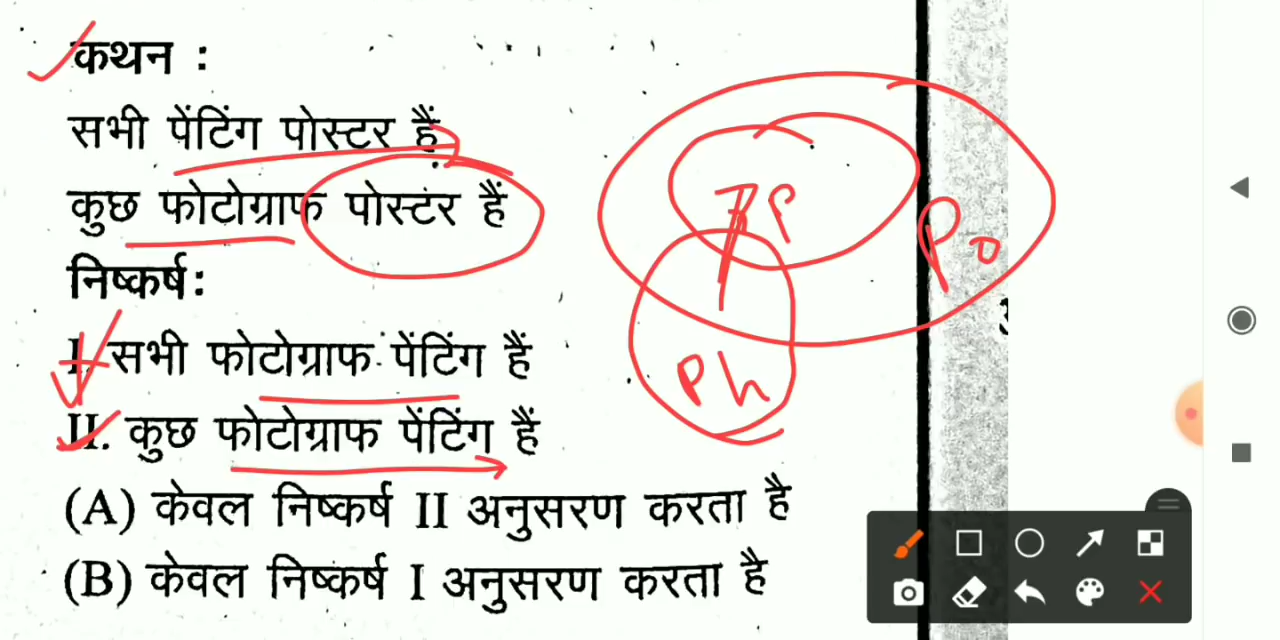 कथन :
सभी पेंटिंग पोस्टर हैं
कुछ फोटोग्राफ पोस्टर हैं
निष्कर्ष:
I. सभी फोटोग्राफ पेंटिंग हैं
II. कुछ फोटोग्राफ पेंटिंग हैं
(A) केवल निष्कर्ष II अनुसरण करता है
(B) केवल निष्कर्ष I अनुसरण करता है
Po
Ph